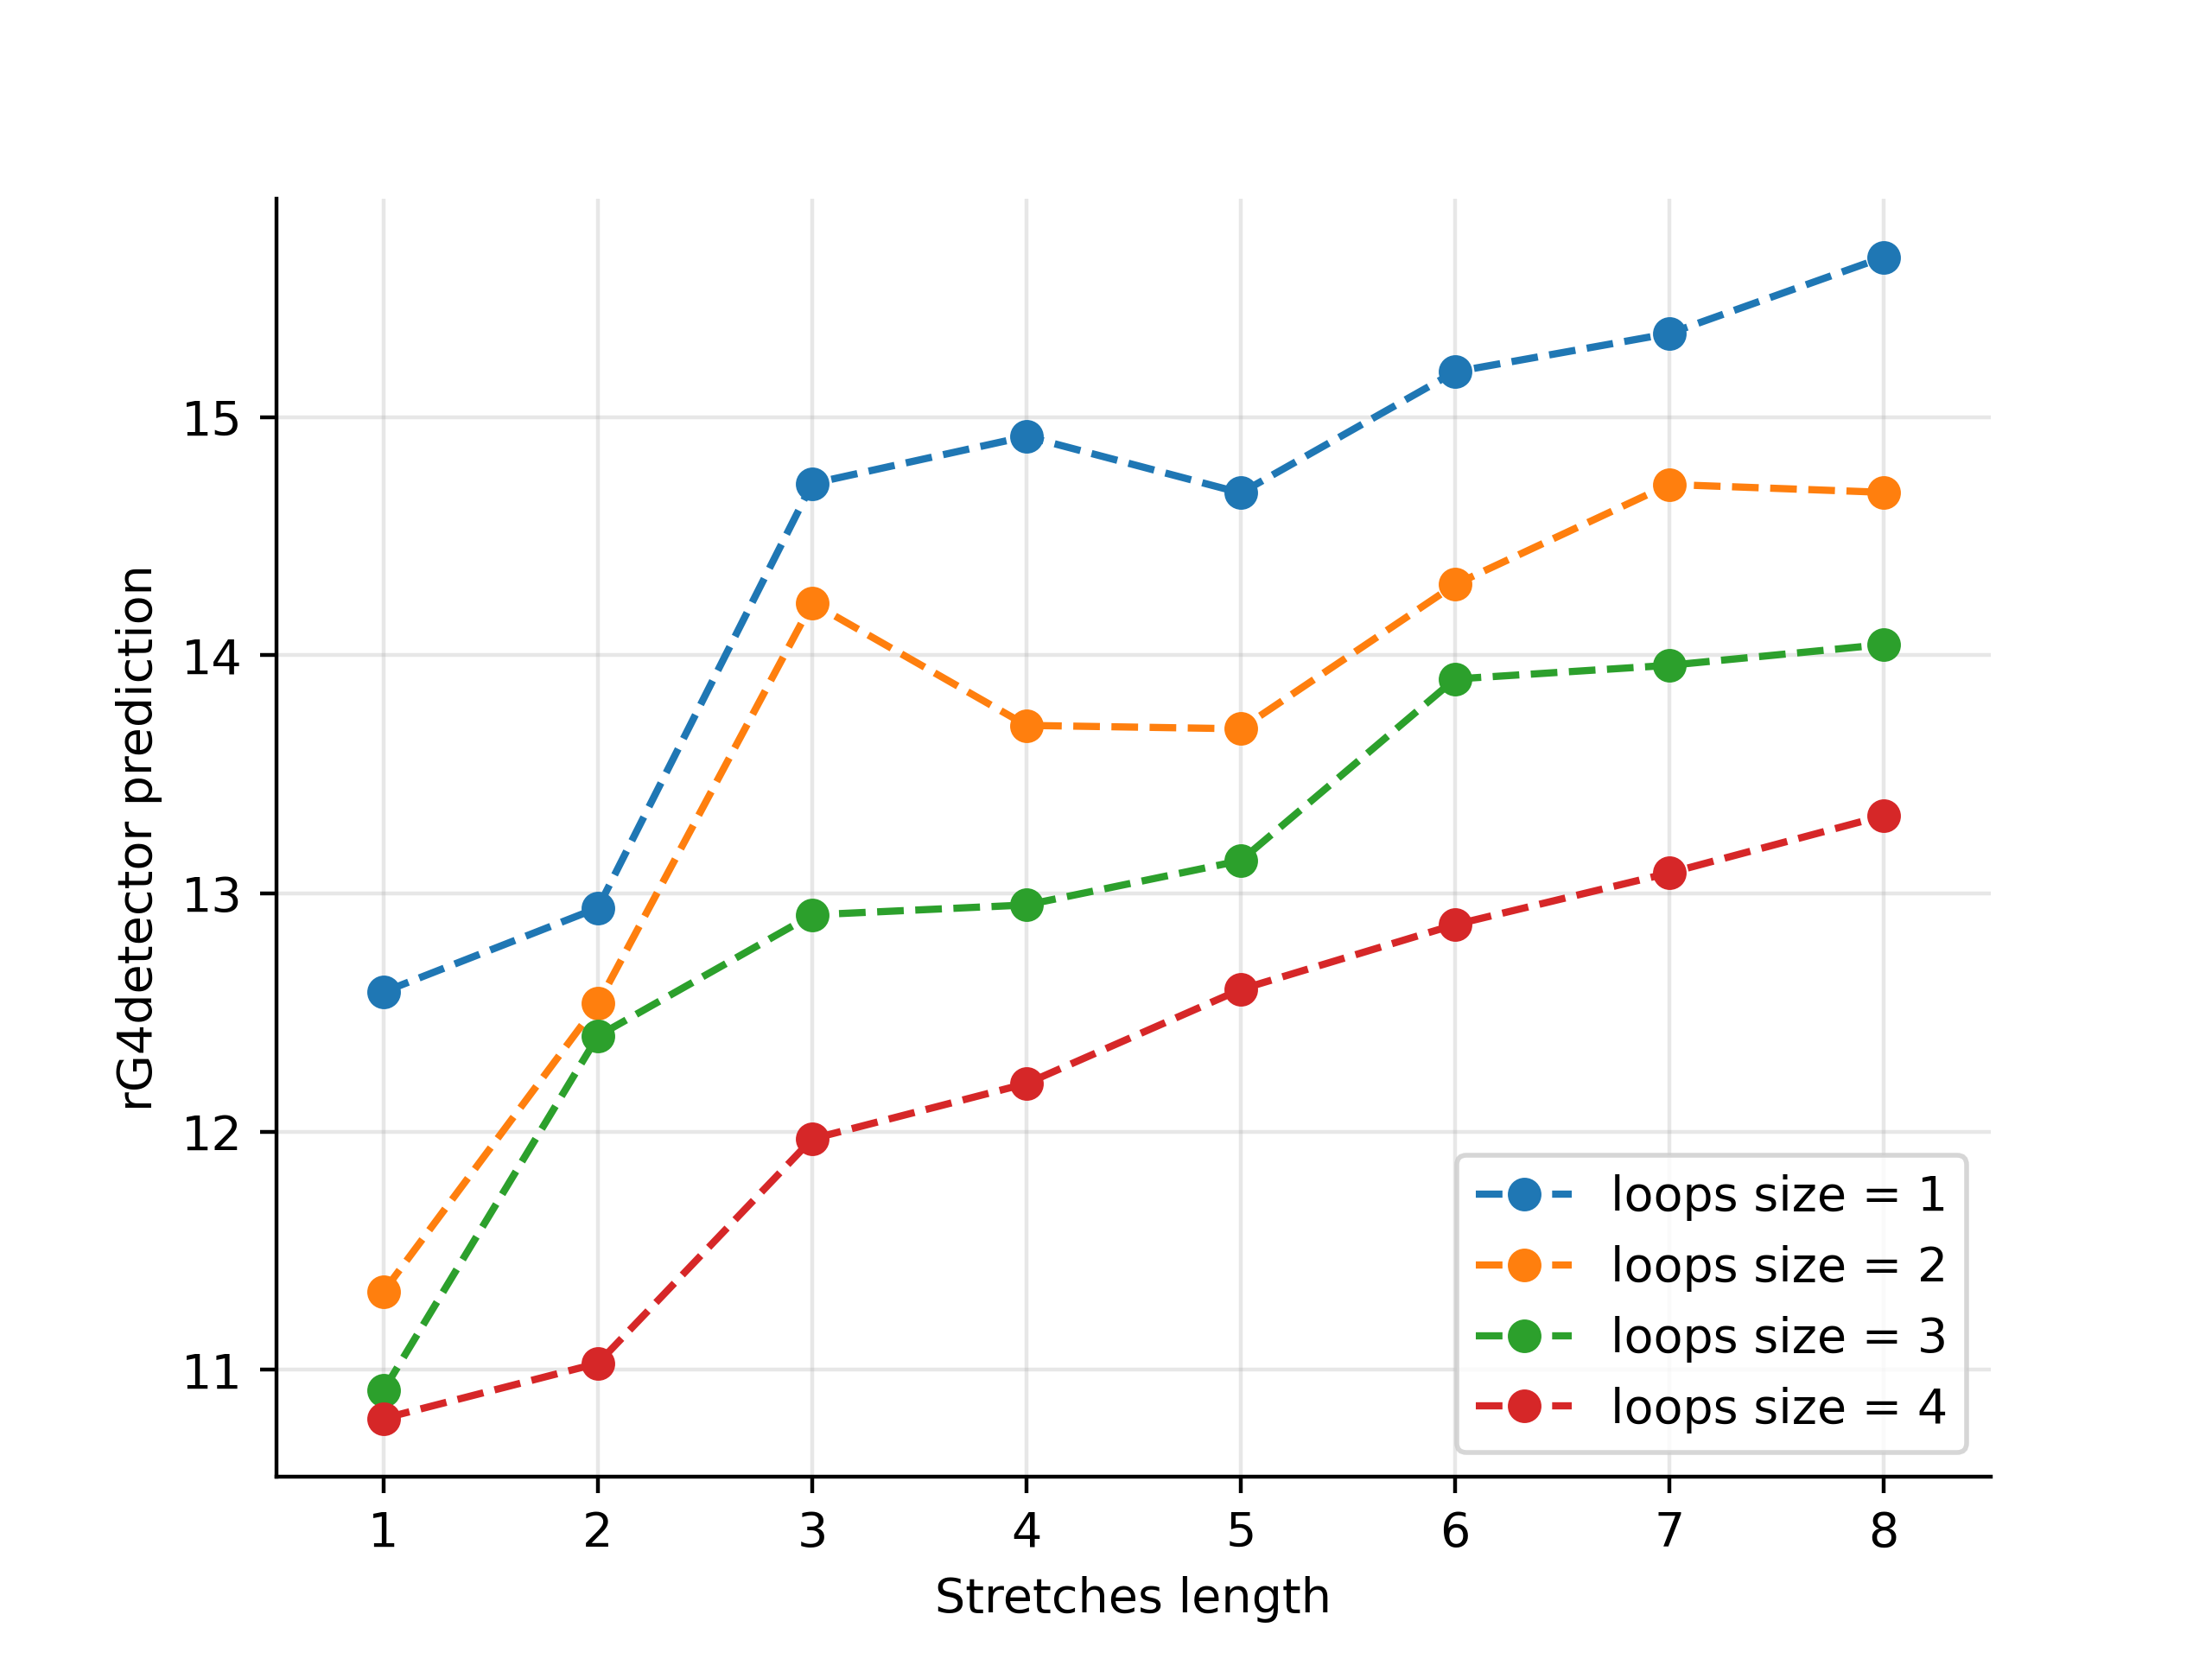 rG4detector prediction
15
14
13
12
11
loops size = 1
loops size = 2
loops size = 3
loops size = 4
1 2 3 4 5 6 7 8
Stretches length